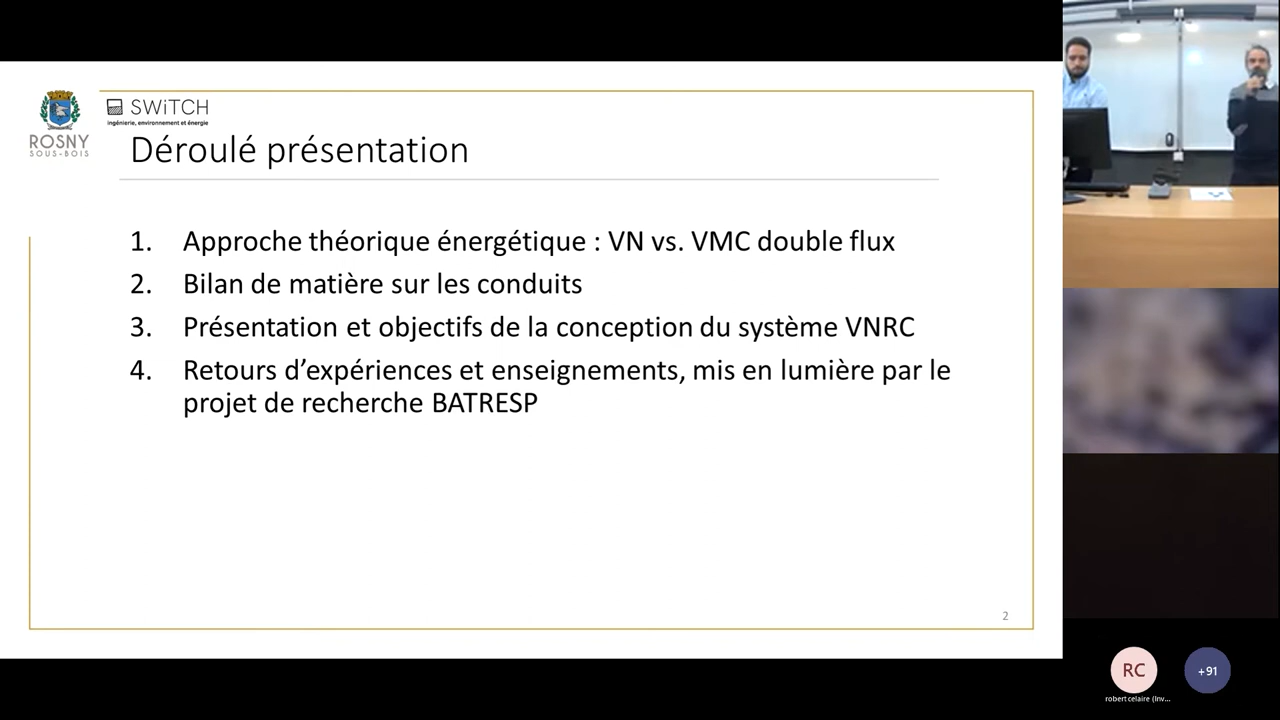 ROSNY
SOUS-BOIS
SWiTCH
ingénierie, environnement et énergie
Déroulé présentation
1. Approche théorique énergétique : VN vs. VMC double flux
2. Bilan de matière sur les conduits
3. Présentation et objectifs de la conception du système VNRC
4. Retours d’expériences et enseignements, mis en lumière par le
projet de recherche BATRESP
2
RC
+91
robert celaire (Inv...